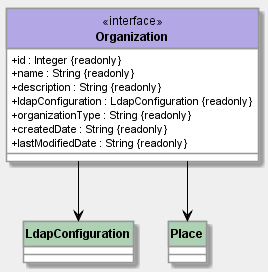 «interface»
Organization
+id : Integer {readonly}
+name : String {readonly}
+description : String {readonly}
+ldapConfiguration : LdapConfiguration {readonly}
+organizationType : String {readonly}
+createdDate : String {readonly}
+lastModifiedDate : String {readonly}
LdapConfiguration
Place